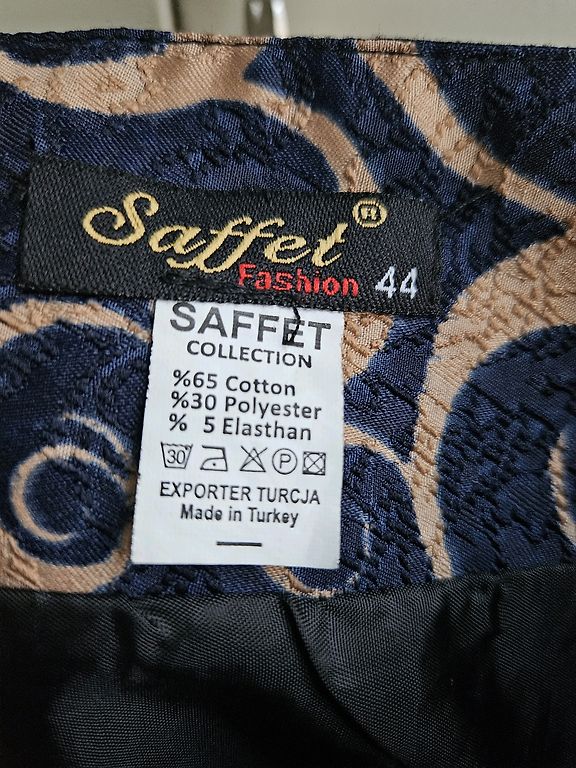 Saffet®
Fashion 44
SAFFET
COLLECTION
%65 Cotton
%30 Polyester
% 5 Elasthan
30 P
EXPORTER TURCJA
Made in Turkey